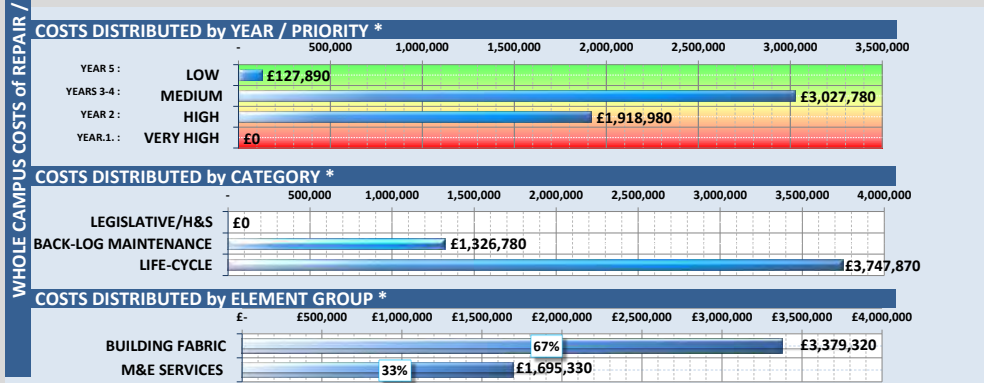 WHOLE CAMPUS COSTS of REPAIR /
COSTS DISTRIBUTED by YEAR / PRIORITY *
- 500,000 1,000,000 1,500,000 2,000,000 2,500,000 3,000,000 3,500,000
YEAR 5 : LOW £127,890
YEARS 3-4 : MEDIUM £3,027,780
YEAR 2 : HIGH £1,918,980
YEAR.1. : VERY HIGH £0
COSTS DISTRIBUTED by CATEGORY *
- 500,000 1,000,000 1,500,000 2,000,000 2,500,000 3,000,000 3,500,000 4,000,000
LEGISLATIVE/H&S £0
BACK-LOG MAINTENANCE £1,326,780
LIFE-CYCLE £3,747,870
COSTS DISTRIBUTED by ELEMENT GROUP *
£- £500,000 £1,000,000 £1,500,000 £2,000,000 £2,500,000 £3,000,000 £3,500,000 £4,000,000
BUILDING FABRIC 67% £3,379,320
M&E SERVICES 33% £1,695,330